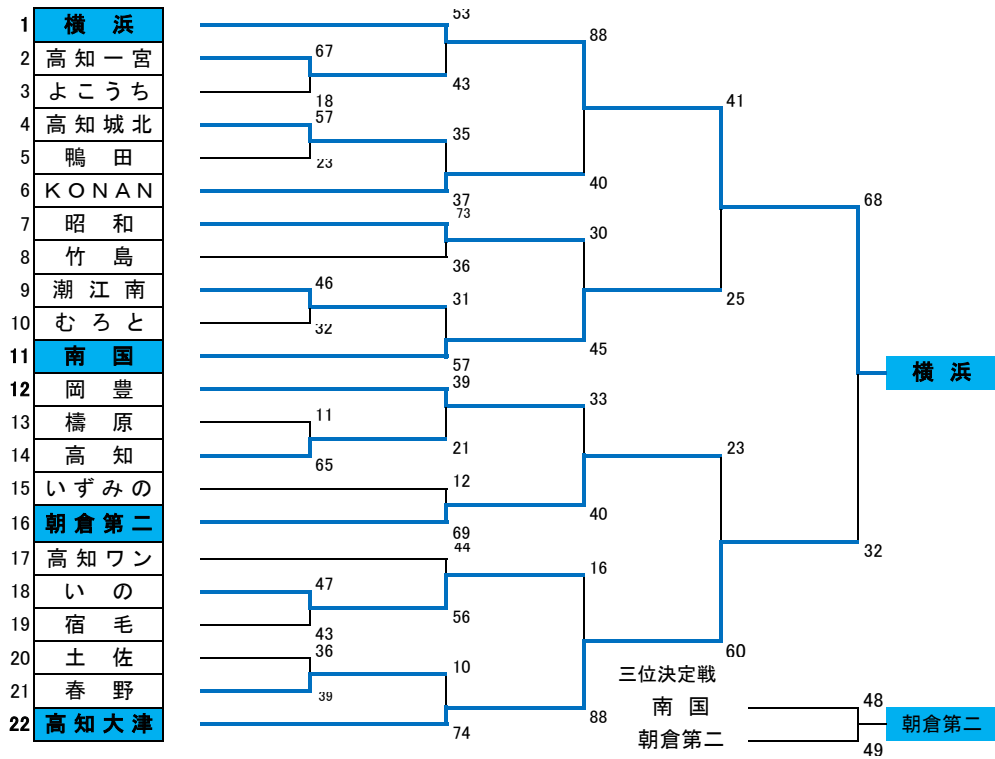 1 横 浜
2 高知一宮
3 よこうち
4 高知城北
5 鴨 田
6 ＫＯＮＡＮ
7 昭 和
8 竹 島
9 潮江南
10 むろと
11 南 国
12 岡 豊
13 檮 原
14 高 知
15 いずみの
16 朝倉第二
17 高知ワン
18 い の
19 宿 毛
20 土 佐
21 春 野
22 高知大津
67
18
57
23
46
32
11
65
47
43
36
39
53
43
35
37
73
36
31
57
39
21
12
69
44
56
10
74
88
40
30
45
33
40
16
88
41
25
23
60
68
32
横 浜
三位決定戦
南 国
朝倉第二
48
49
朝倉第二